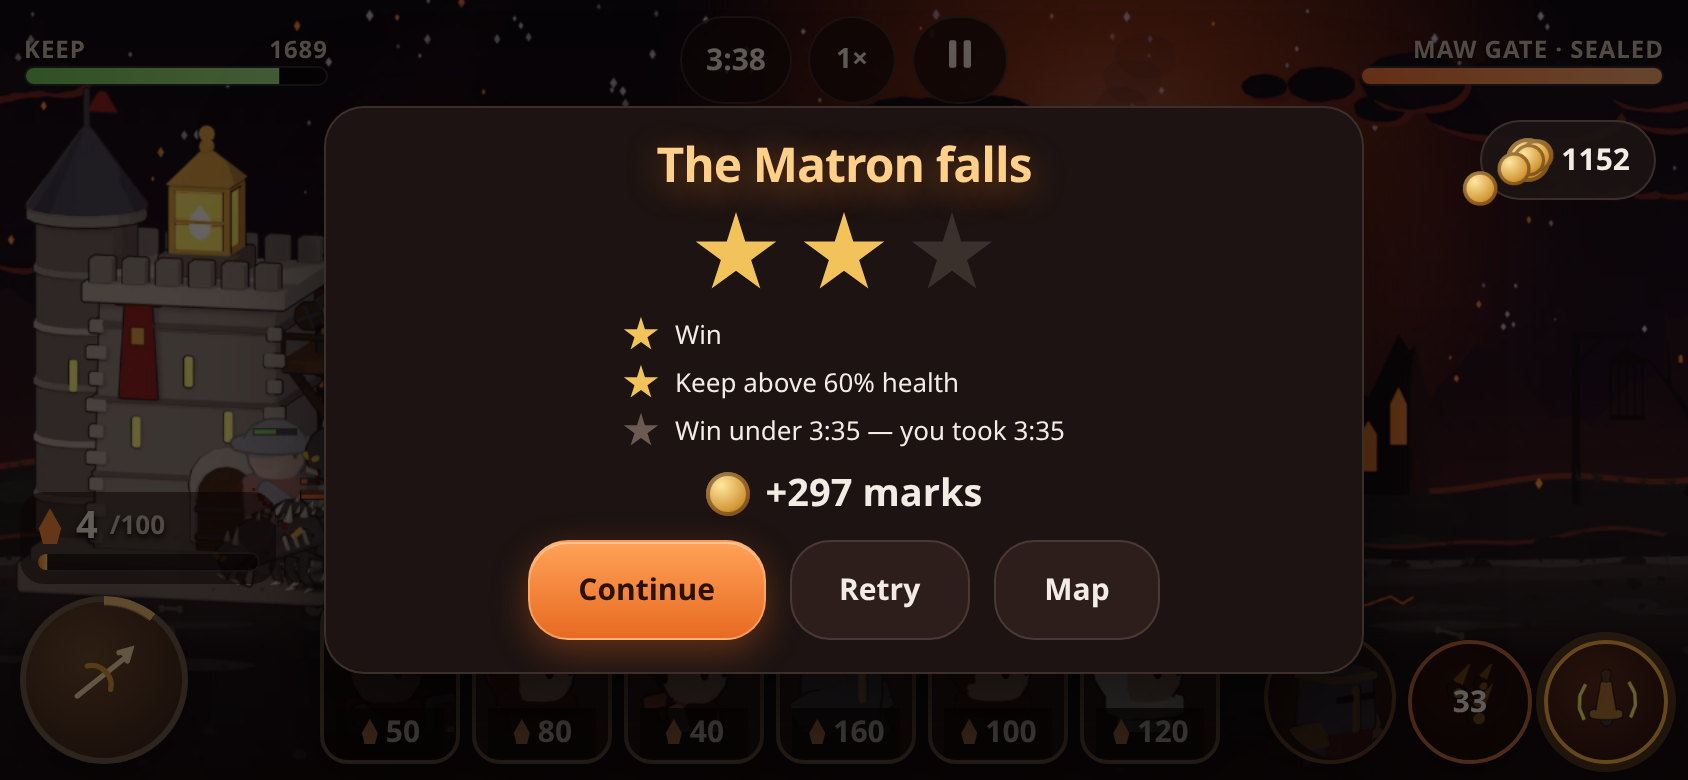 KEEP 1689
3:38 1×
MAW GATE · SEALED
1152
The Matron falls
Win
Keep above 60% health
Win under 3:35 — you took 3:35
+297 marks
Continue Retry Map
4 /100
50 80 40 160 100 120
33